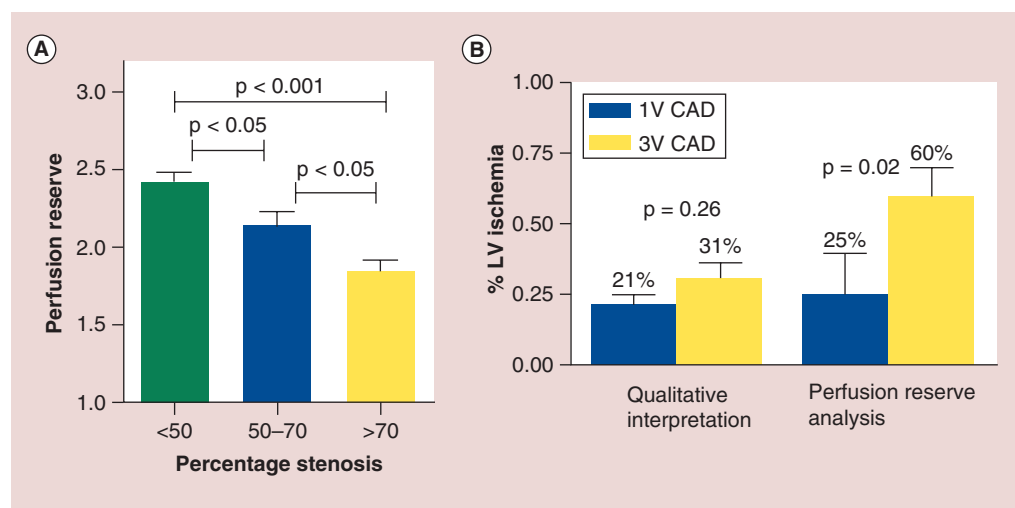 A
Perfusion reserve
3.0
2.5
2.0
1.5
1.0
p < 0.001
p < 0.05
p < 0.05
<50
50–70
>70
Percentage stenosis
B
% LV ischemia
1.00
0.75
0.50
0.25
0.00
1V CAD
3V CAD
p = 0.26
21%
31%
p = 0.02
25%
60%
Qualitative
interpretation
Perfusion reserve
analysis